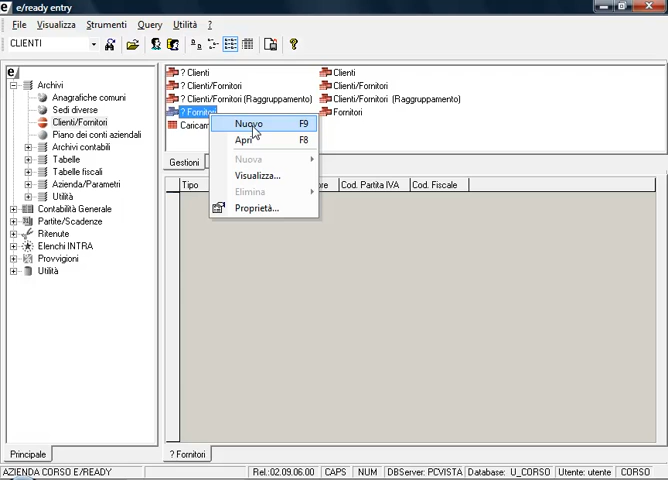 e/ready entry
File Visualizza Strumenti Query Utilità ?
CLIENTI
Archivi
Anagrafiche comuni
Sedi diverse
Clienti/Fornitori
Piano dei conti aziendali
Archivi contabili
Tabelle
Tabelle fiscali
Azienda/Parametri
Utilità
Contabilità Generale
Partite/Scadenze
Ritenute
Elenchi INTRA
Provvigioni
Utilità
Principale
? Clienti
? Clienti/Fornitori
? Clienti/Fornitori (Raggruppamento)
? Fornitori
Clienti
Clienti/Fornitori
Clienti/Fornitori (Raggruppamento)
Fornitori
Nuovo F9
Apri F8
Nuova
Visualizza...
Elimina
Proprietà...
Gestioni
Tipo Cod. Partita IVA Cod. Fiscale
? Fornitori
AZIENDA CORSO E/READY Rel.:02.09.06.00 CAPS NUM DBServer: PCVISTA Database: U_CORSO Utente: utente CORSO